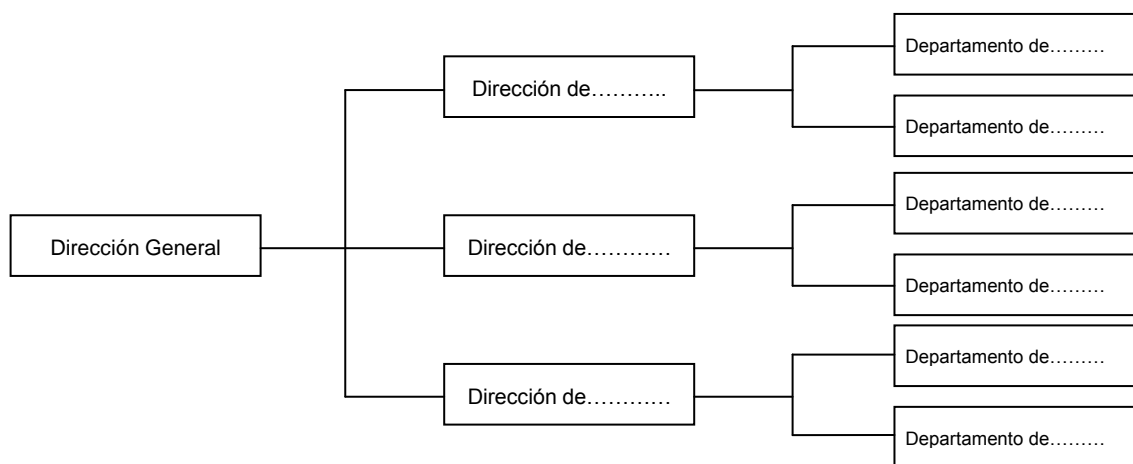 Departamento de………
Dirección de………..
Departamento de………
Departamento de………
Dirección General
Dirección de…………
Departamento de………
Departamento de………
Dirección de…………
Departamento de………